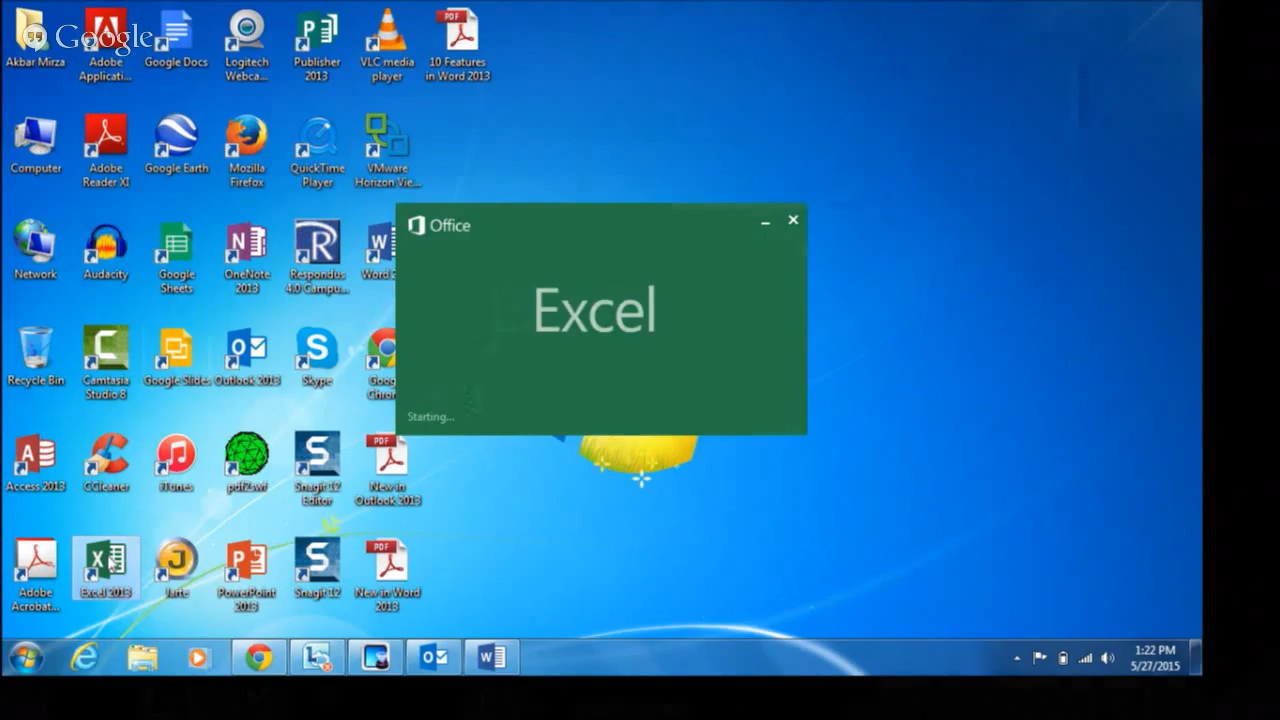 Google
Akbar Mirza
Adobe
Applicati...
Google Docs
Logitech
Webca...
Publisher
2013
VLC media
player
PDF
10 Features
in Word 2013
Computer
Adobe
Reader XI
Google Earth
Mozilla
Firefox
QuickTime
Player
VMware
Horizon Vie...
Network
Audacity
Google
Sheets
OneNote
2013
Respondus
4.0 Campu...
Word 2
Office
Excel
Starting...
Recycle Bin
Camtasia
Studio 8
Google Slides
Outlook 2013
Skype
Goog
Chro
Access 2013
CCleaner
iTunes
pdf2swf
Snagit 12
Editor
PDF
New in
Outlook 2013
Adobe
Acrobat...
Excel 2013
Jarte
PowerPoint
2013
Snagit 12
PDF
New in Word
2013
1:22 PM
5/27/2015